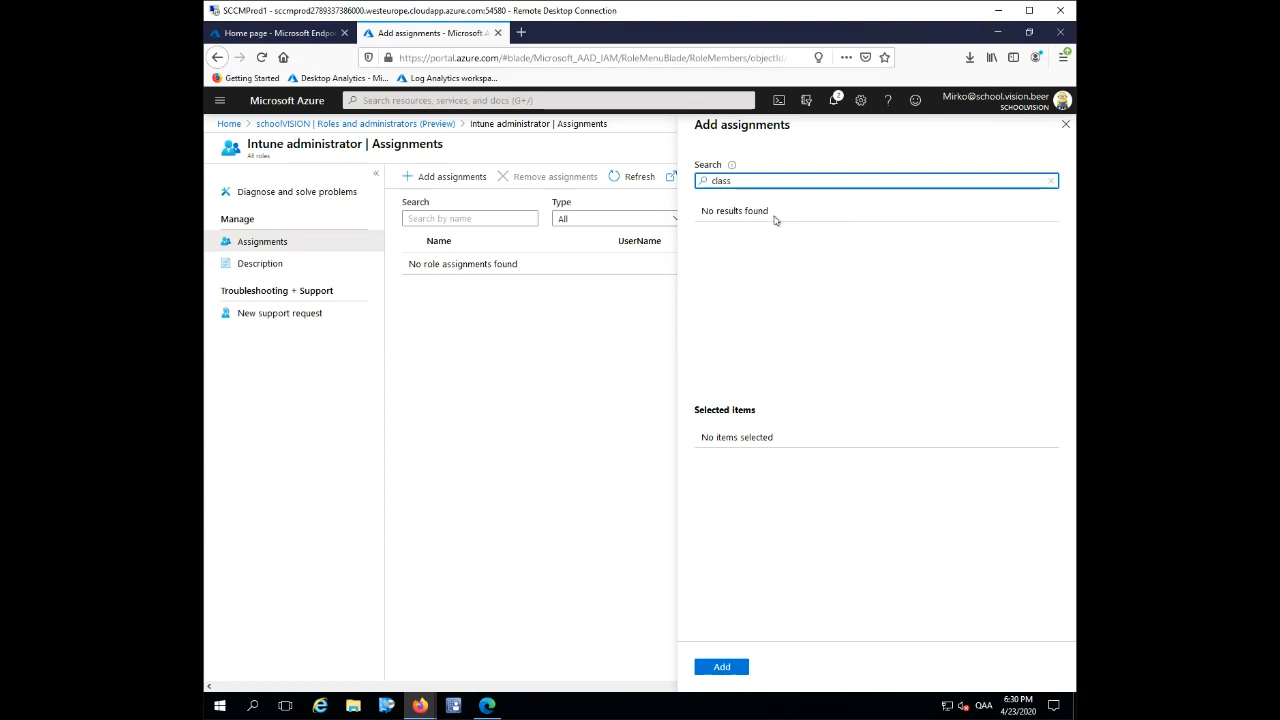 SCCMProd1 - sccmprod2789337386000.westeurope.cloudapp.azure.com:54580 - Remote Desktop Connection
Home page - Microsoft Endpoi
Add assignments - Microsoft A
https://portal.azure.com/#blade/Microsoft_AAD_IAM/RoleMenuBlade/RoleMembers/objectId/
Getting Started
Desktop Analytics - Mi...
Log Analytics workspa...
Microsoft Azure
Search resources, services, and docs (G+/)
2
Mirko@school.vision.beer
SCHOOLVISION
Home > schoolVISION | Roles and administrators (Preview) > Intune administrator | Assignments
Intune administrator | Assignments
All roles
Diagnose and solve problems
Manage
Assignments
Description
Troubleshooting + Support
New support request
Add assignments
Remove assignments
Refresh
Search
Type
Search by name
All
Name
UserName
No role assignments found
Add assignments
Search
class
No results found
Selected items
No items selected
Add
QAA
6:30 PM
4/23/2020